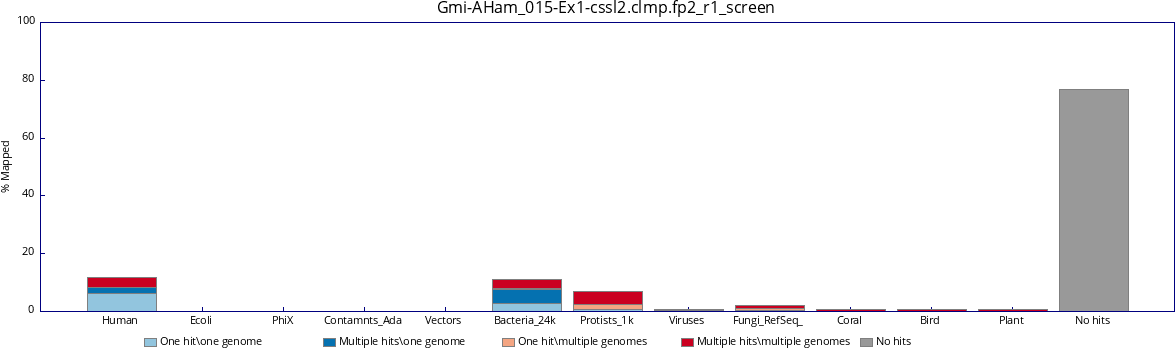 Gmi-AHam_015-Ex1-cssl2.clmp.fp2_r1_screen
100
80
60
40
20
0
% Mapped
Human Ecoli PhiX Contamnts_Ada Vectors Bacteria_24k Protists_1k Viruses Fungi_RefSeq_ Coral Bird Plant No hits
One hit\one genome Multiple hits\one genome One hit\multiple genomes Multiple hits\multiple genomes No hits